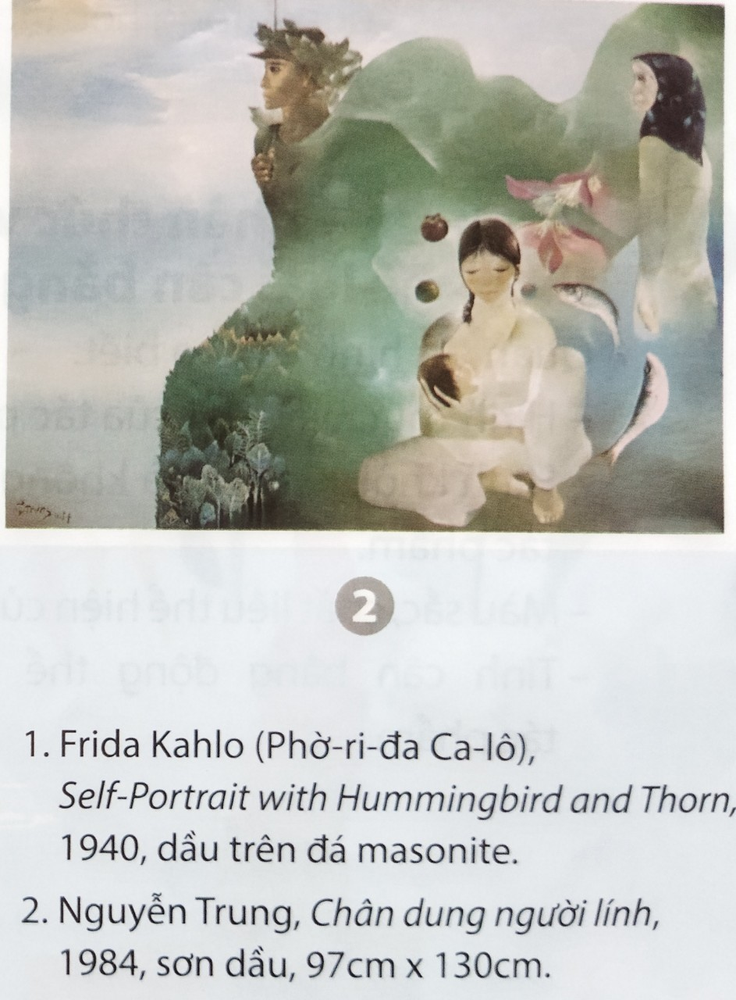 2
1. Frida Kahlo (Phờ-ri-đa Ca-lô),
Self-Portrait with Hummingbird and Thorn,
1940, dầu trên đá masonite.
2. Nguyễn Trung, Chân dung người lính,
1984, sơn dầu, 97cm x 130cm.